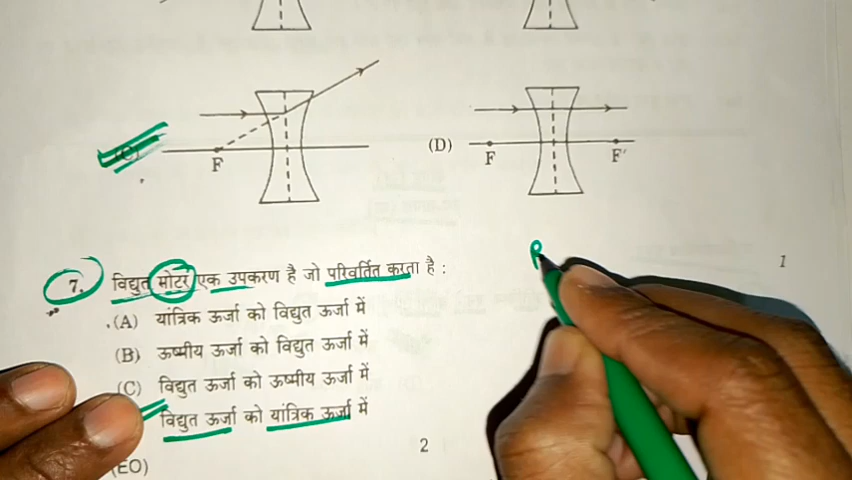 F
(D)
F F'
7. विद्युत मोटर एक उपकरण है जो परिवर्तित करता है :
1
(A) यांत्रिक ऊर्जा को विद्युत ऊर्जा में
(B) ऊष्मीय ऊर्जा को विद्युत ऊर्जा में
(C) विद्युत ऊर्जा को ऊष्मीय ऊर्जा में
विद्युत ऊर्जा को यांत्रिक ऊर्जा में
2
(EO)